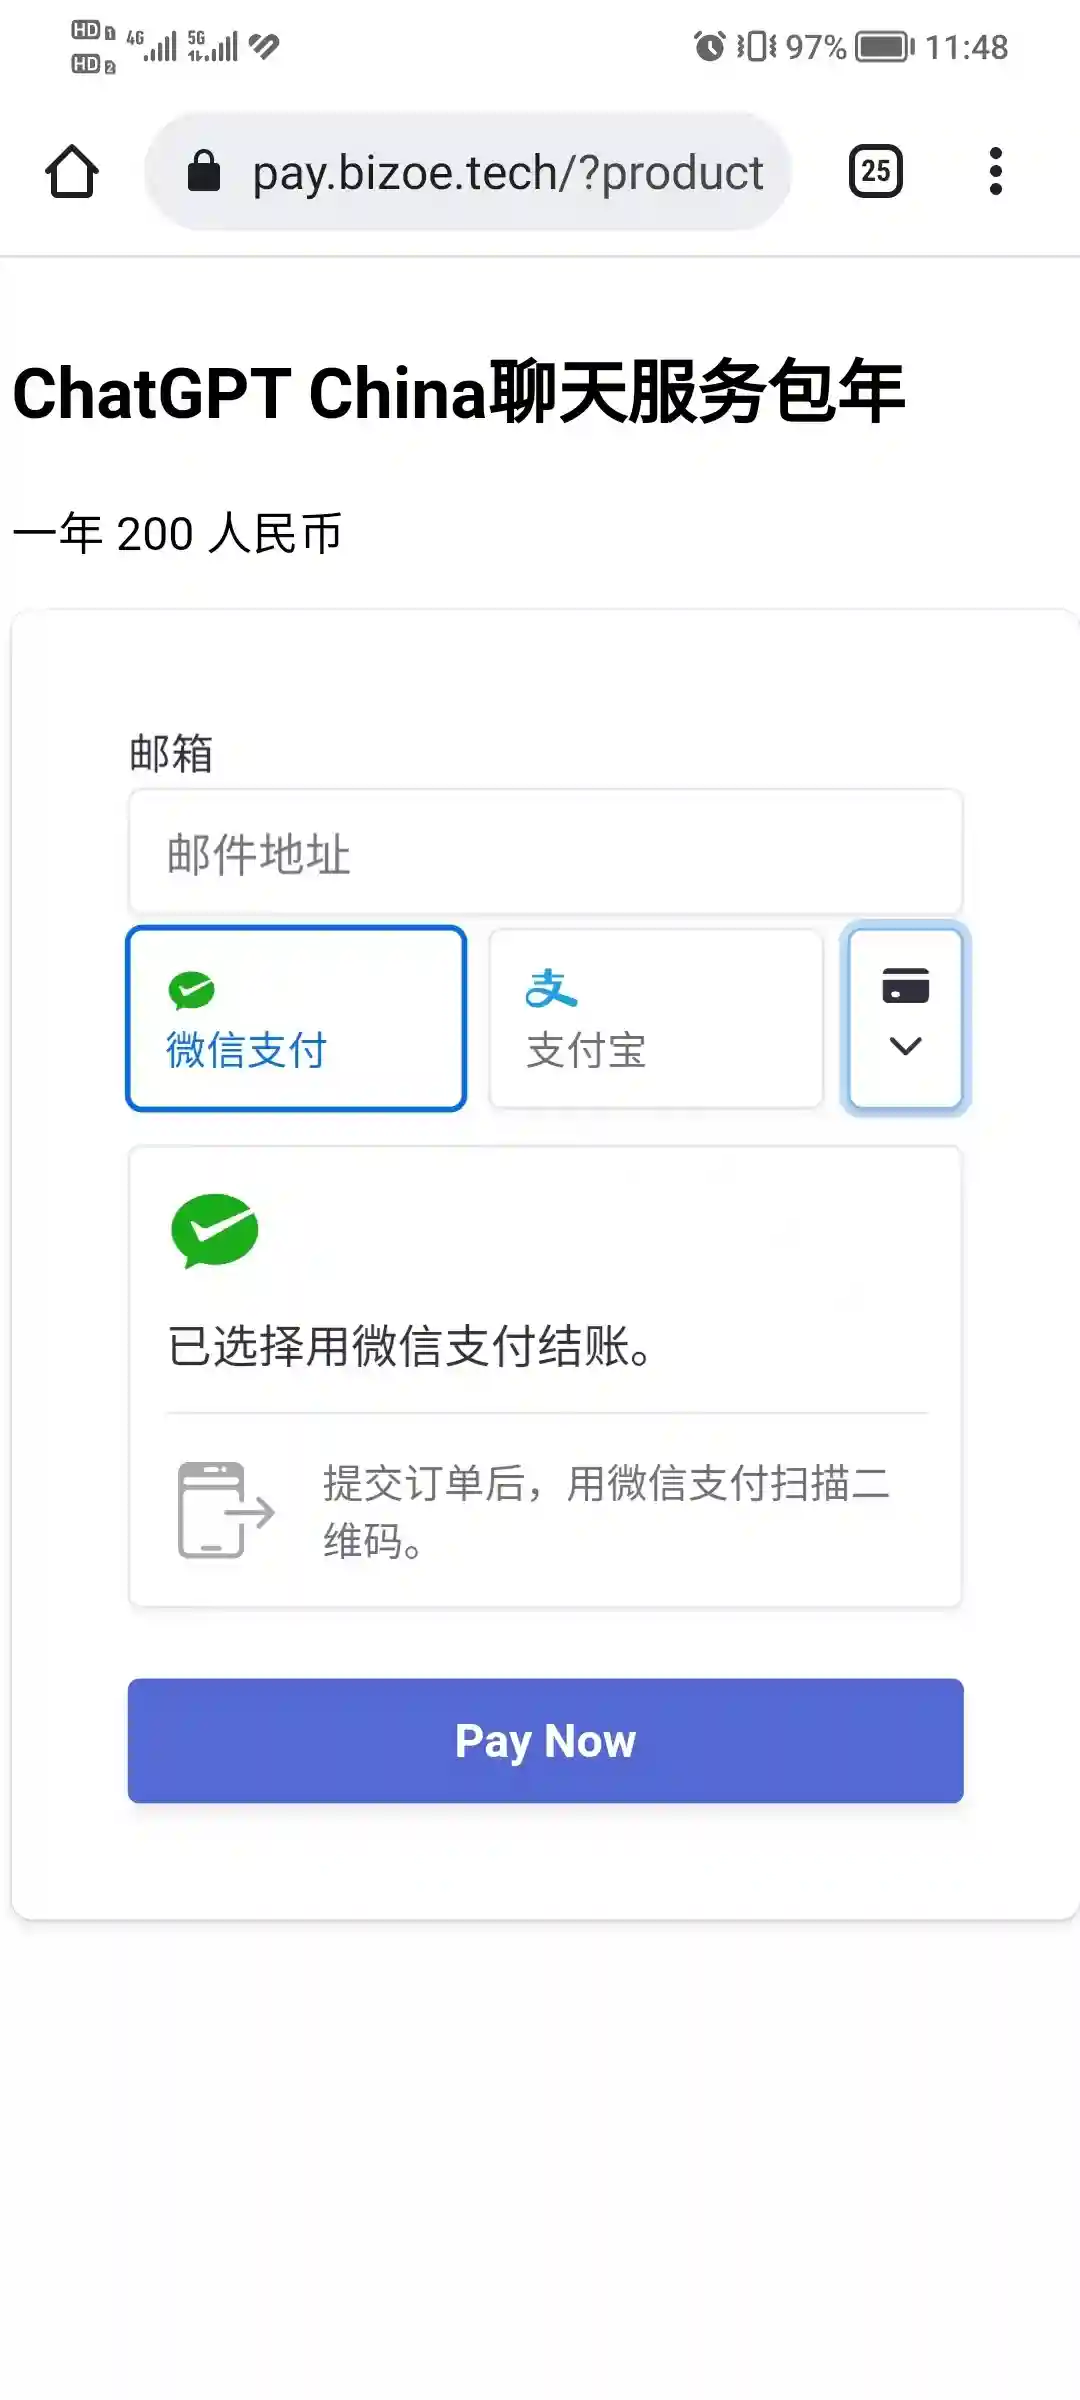 HD 1 4G 5G 97% 11:48
HD 2
pay.bizoe.tech/?product 25
ChatGPT China聊天服务包年
一年 200 人民币
邮箱
邮件地址
微信支付 支付宝
已选择用微信支付结账。
提交订单后，用微信支付扫描二
维码。
Pay Now